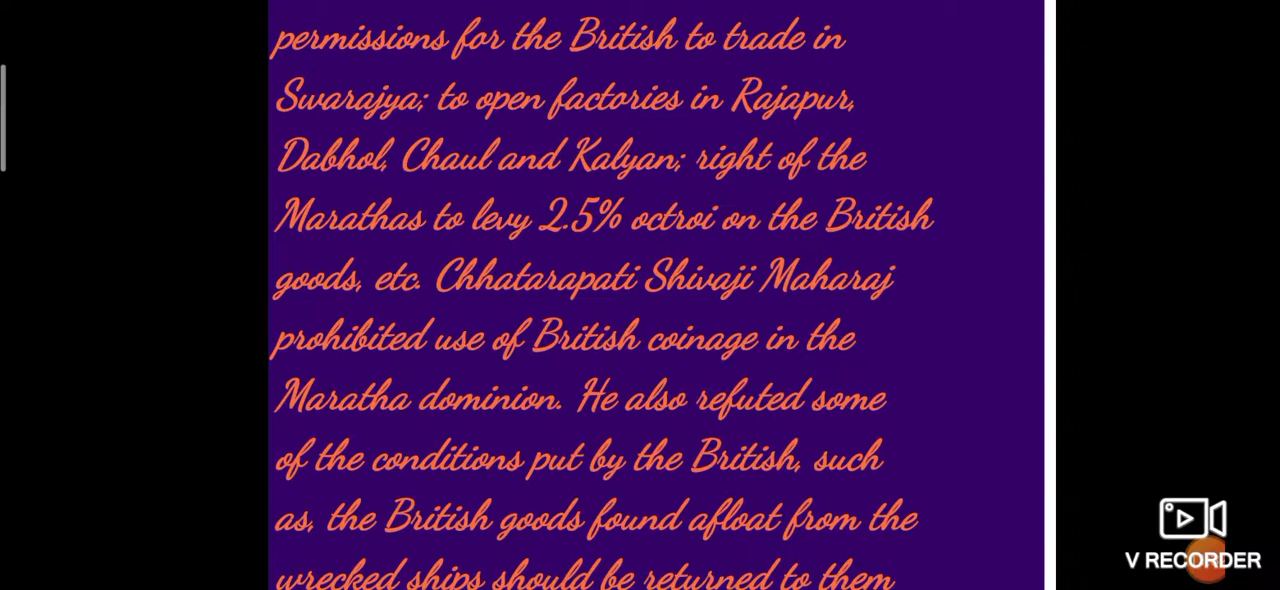 permissions for the British to trade in
Swarajya; to open factories in Rajapur,
Dabhol, Chaul and Kalyan; right of the
Marathas to levy 2.5% octroi on the British
goods, etc. Chhatarapati Shivaji Maharaj
prohibited use of British coinage in the
Maratha dominion. He also refuted some
of the conditions put by the British, such
as, the British goods found afloat from the
wrecked ships should be returned to them
V RECORDER